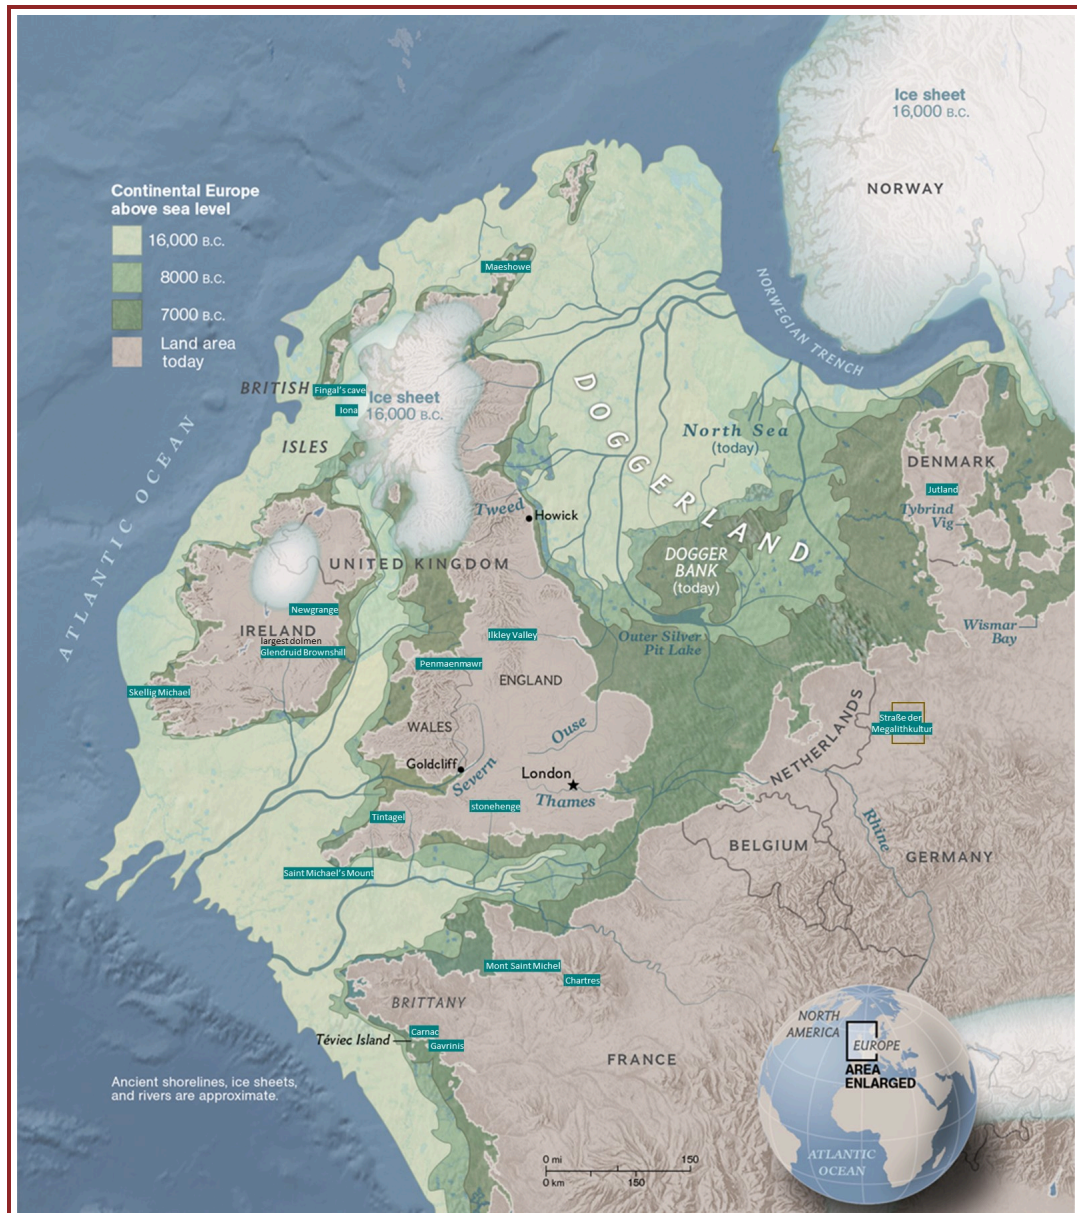 Ice sheet
16,000 B.C.
NORWAY
Continental Europe
above sea level
16,000 B.C.
8000 B.C.
7000 B.C.
Land area
today
Maeshowe
NORWEGIAN TRENCH
BRITISH
ISLES
Fingal's cave
Iona
Ice sheet
16,000 B.C.
ATLANTIC OCEAN
DOGGERLAND
North Sea
(today)
DENMARK
Jutland
Tybrind
Vig
Tweed
Howick
DOGGER
BANK
(today)
UNITED KINGDOM
Newgrange
IRELAND
largest dolmen
Glendruid Brownshill
Ilkley Valley
Outer Silver
Pit Lake
Wismar
Bay
Penmaenmawr
ENGLAND
Skellig Michael
WALES
Ouse
NETHERLANDS
Straße der
Megalithkultur
Goldcliff
Severn
London
Thames
stonehenge
Tintagel
Rhine
BELGIUM
GERMANY
Saint Michael's Mount
Mont Saint Michel
Chartres
BRITTANY
Carnac
Téviec Island
Gavrinis
FRANCE
NORTH
AMERICA
EUROPE
AREA
ENLARGED
ATLANTIC
OCEAN
Ancient shorelines, ice sheets,
and rivers are approximate.
0 mi 150
0 km 150